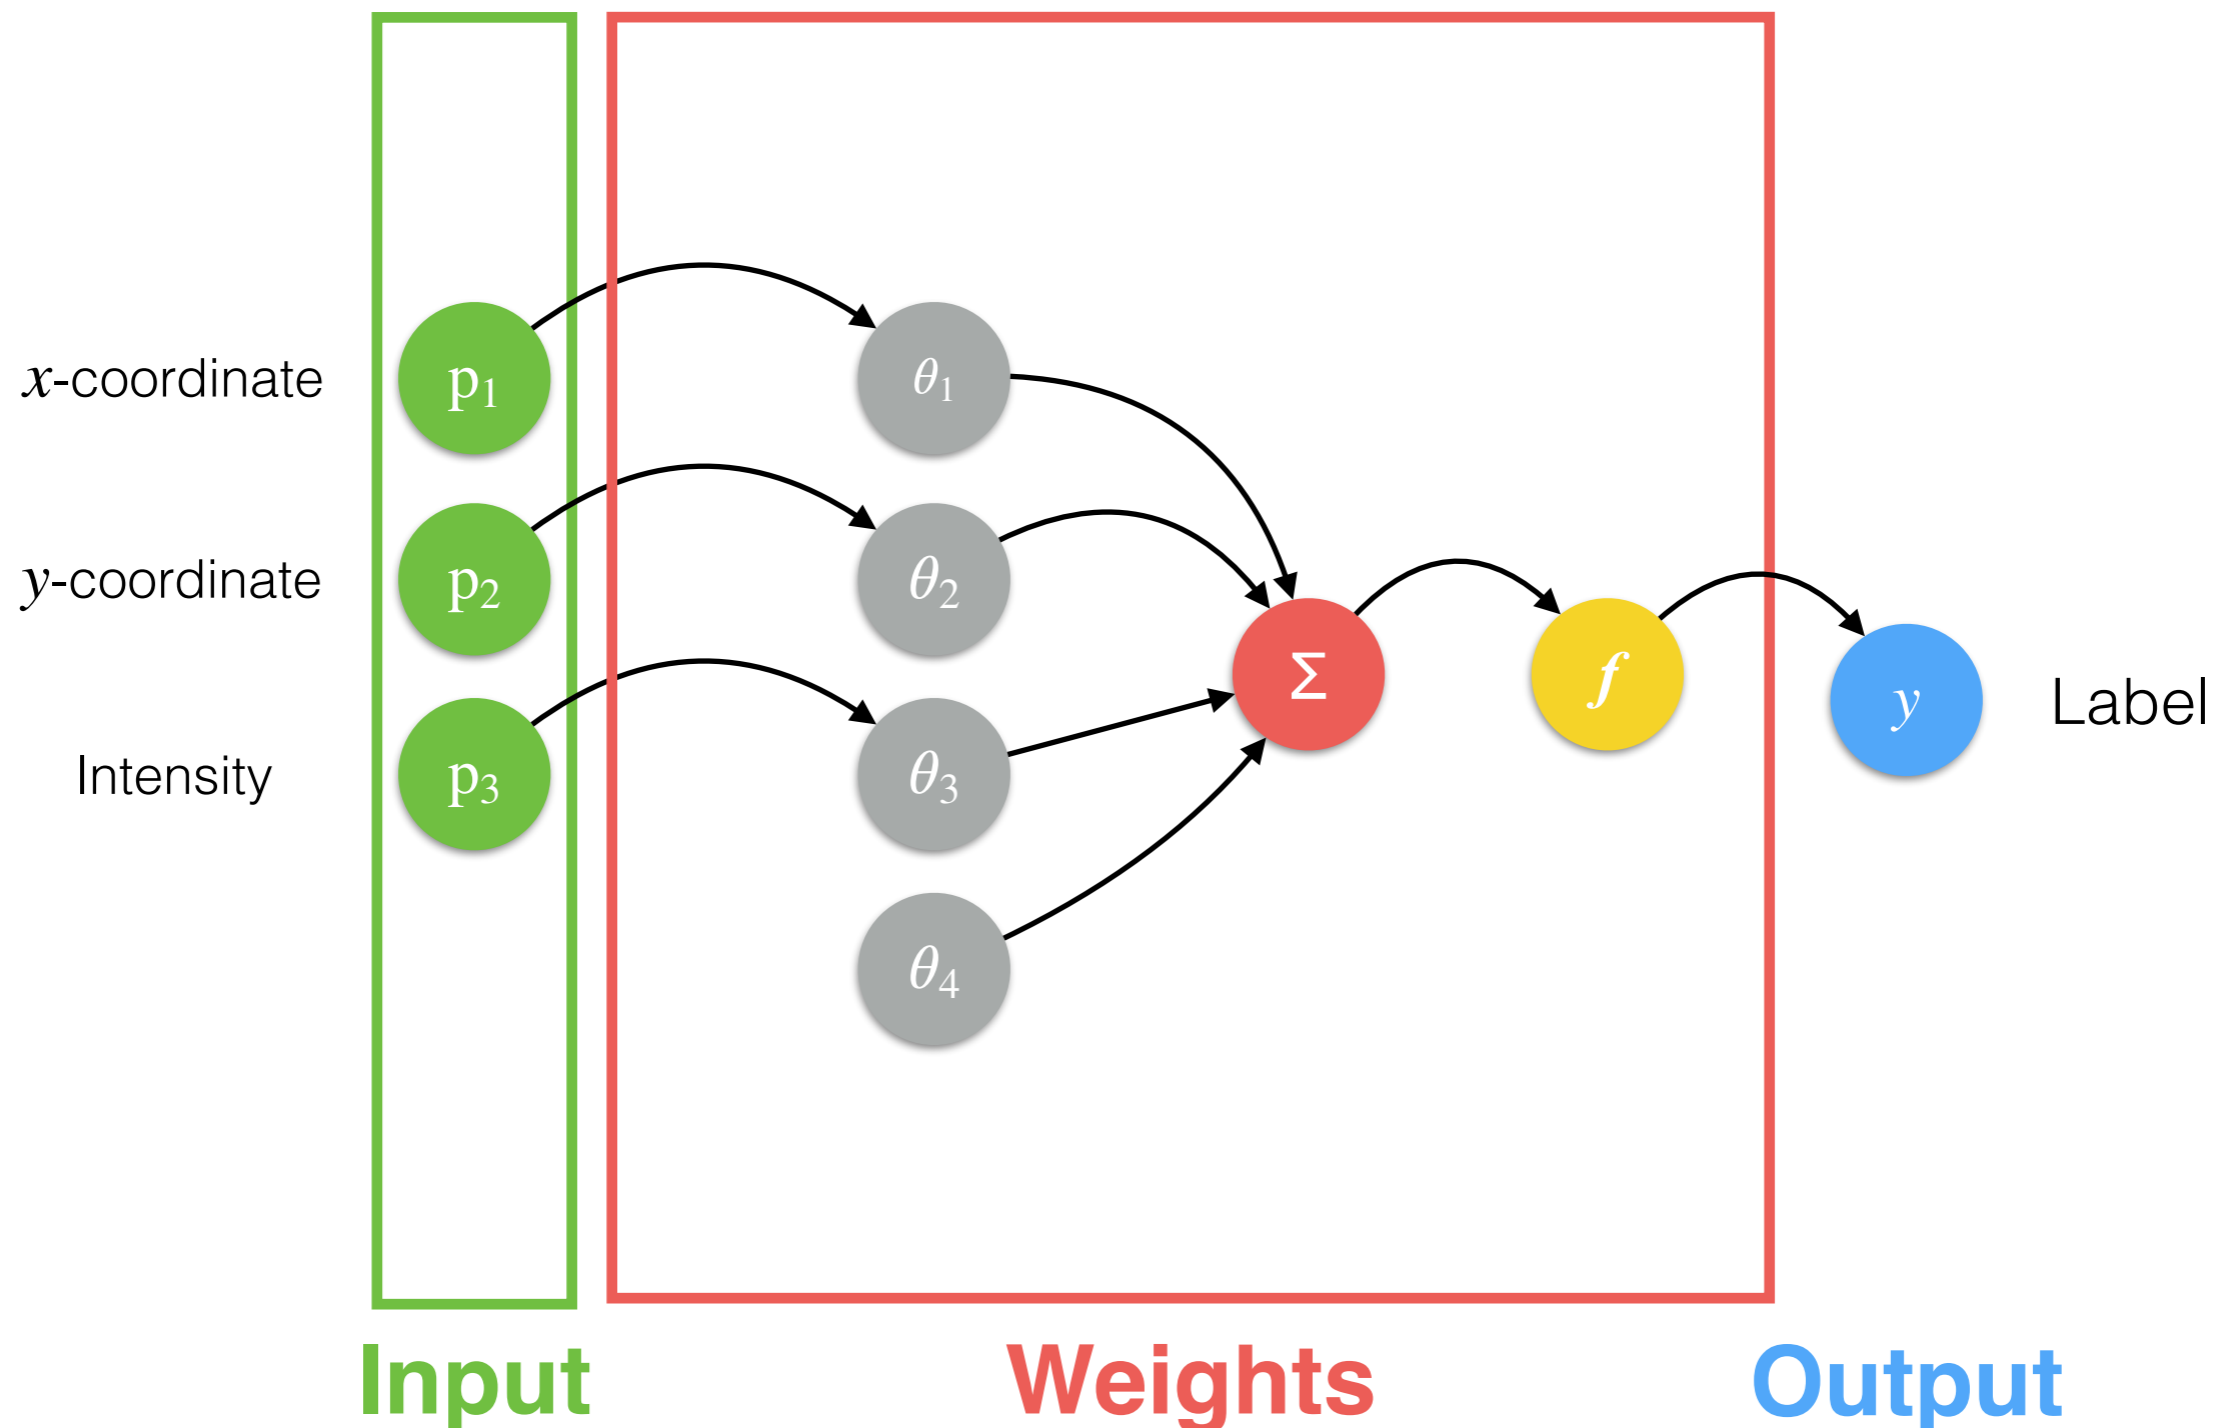 x-coordinate p₁ θ₁
y-coordinate p₂ θ₂
Σ f y Label
Intensity p₃ θ₃
θ₄
Input Weights Output